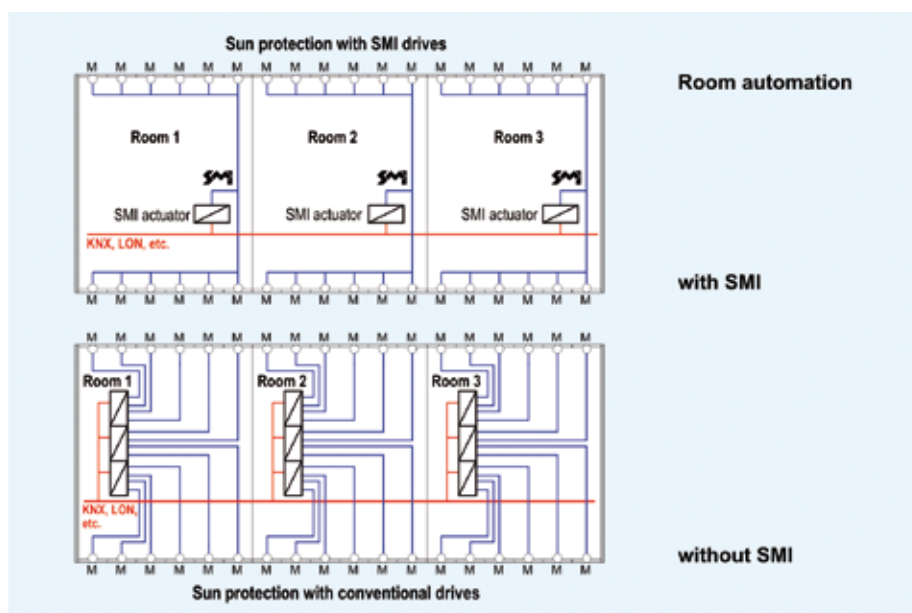 Sun protection with SMI drives
M M M M M M M M M M M M M M M M M M
Room automation
Room 1 Room 2 Room 3
SMI SMI SMI
SMI actuator SMI actuator SMI actuator
KNX, LON, etc.
with SMI
M M M M M M M M M M M M M M M M M M
M M M M M M M M M M M M M M M M M M
Room 1 Room 2 Room 3
KNX, LON,
etc.
without SMI
M M M M M M M M M M M M M M M M M M
Sun protection with conventional drives